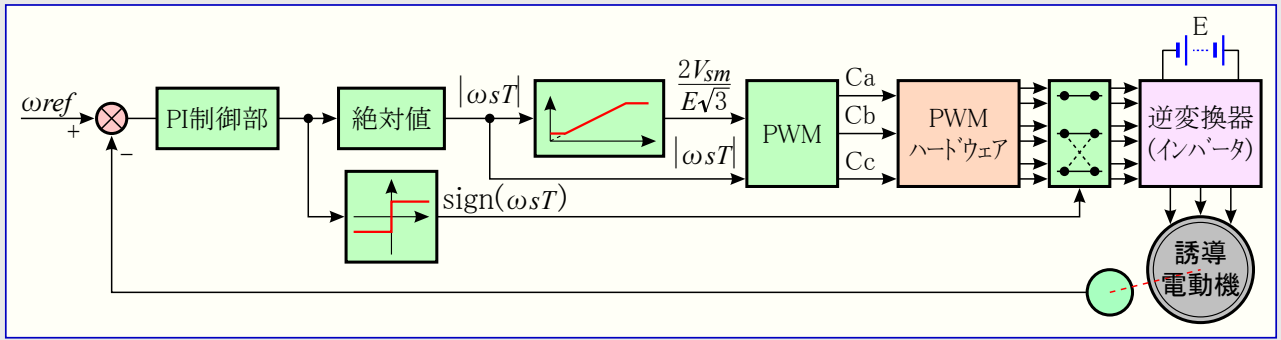 ωref
+
−
PI制御部
絶対値
|ωsT|
2Vsm
E√3
|ωsT|
sign(ωsT)
PWM
Ca
Cb
Cc
PWM
ハードウェア
E
逆変換器
(インバータ)
誘導
電動機